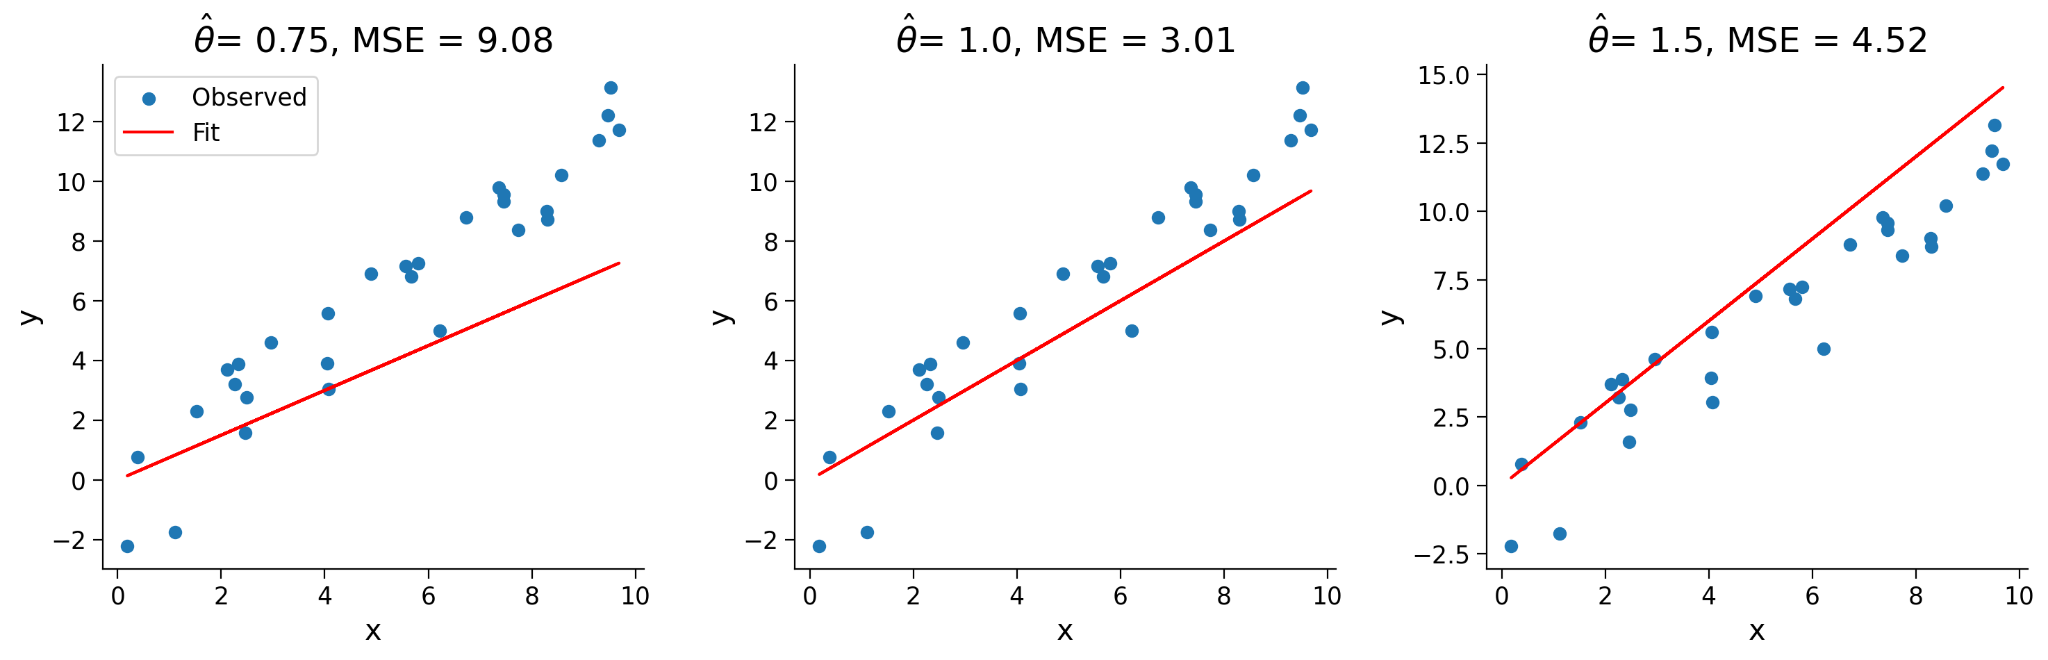 θ̂= 0.75, MSE = 9.08
Observed
Fit
12
10
8
6
4
2
0
−2
y
0 2 4 6 8 10
x
θ̂= 1.0, MSE = 3.01
12
10
8
6
4
2
0
−2
y
0 2 4 6 8 10
x
θ̂= 1.5, MSE = 4.52
15.0
12.5
10.0
7.5
5.0
2.5
0.0
−2.5
y
0 2 4 6 8 10
x